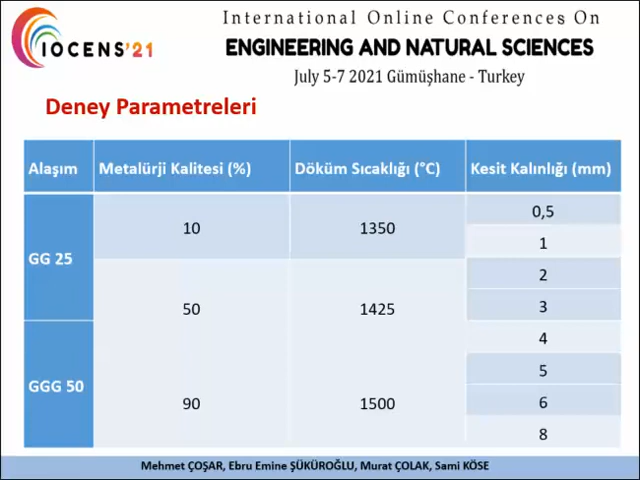 IOCENS'21
International Online Conferences On
ENGINEERING AND NATURAL SCIENCES
July 5-7 2021 Gümüşhane - Turkey
Deney Parametreleri
Alaşım Metalürji Kalitesi (%) Döküm Sıcaklığı (°C) Kesit Kalınlığı (mm)
0,5
10 1350
1
GG 25
2
50 1425 3
4
5
GGG 50
90 1500 6
8
Mehmet ÇOŞAR, Ebru Emine ŞÜKÜROĞLU, Murat ÇOLAK, Sami KÖSE